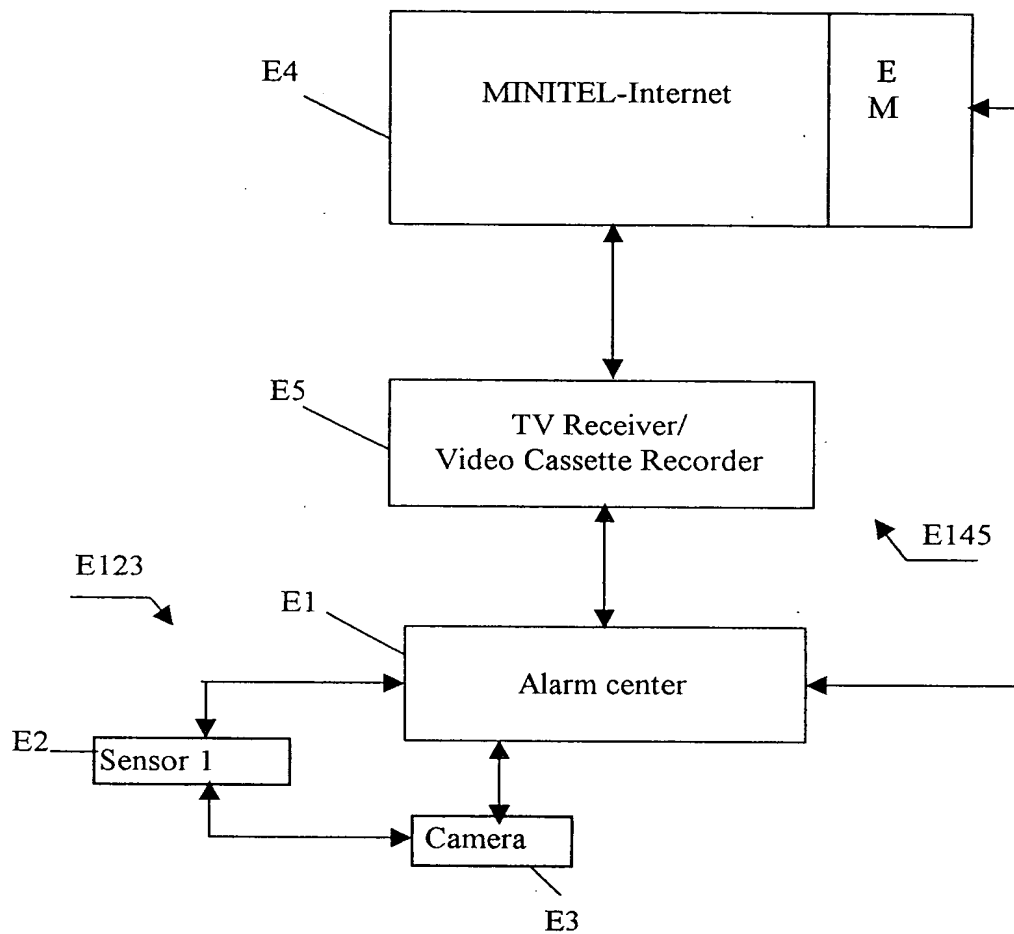 E4
MINITEL-Internet
E
M
E5
TV Receiver/
Video Cassette Recorder
E145
E123
E1
Alarm center
E2
Sensor 1
Camera
E3